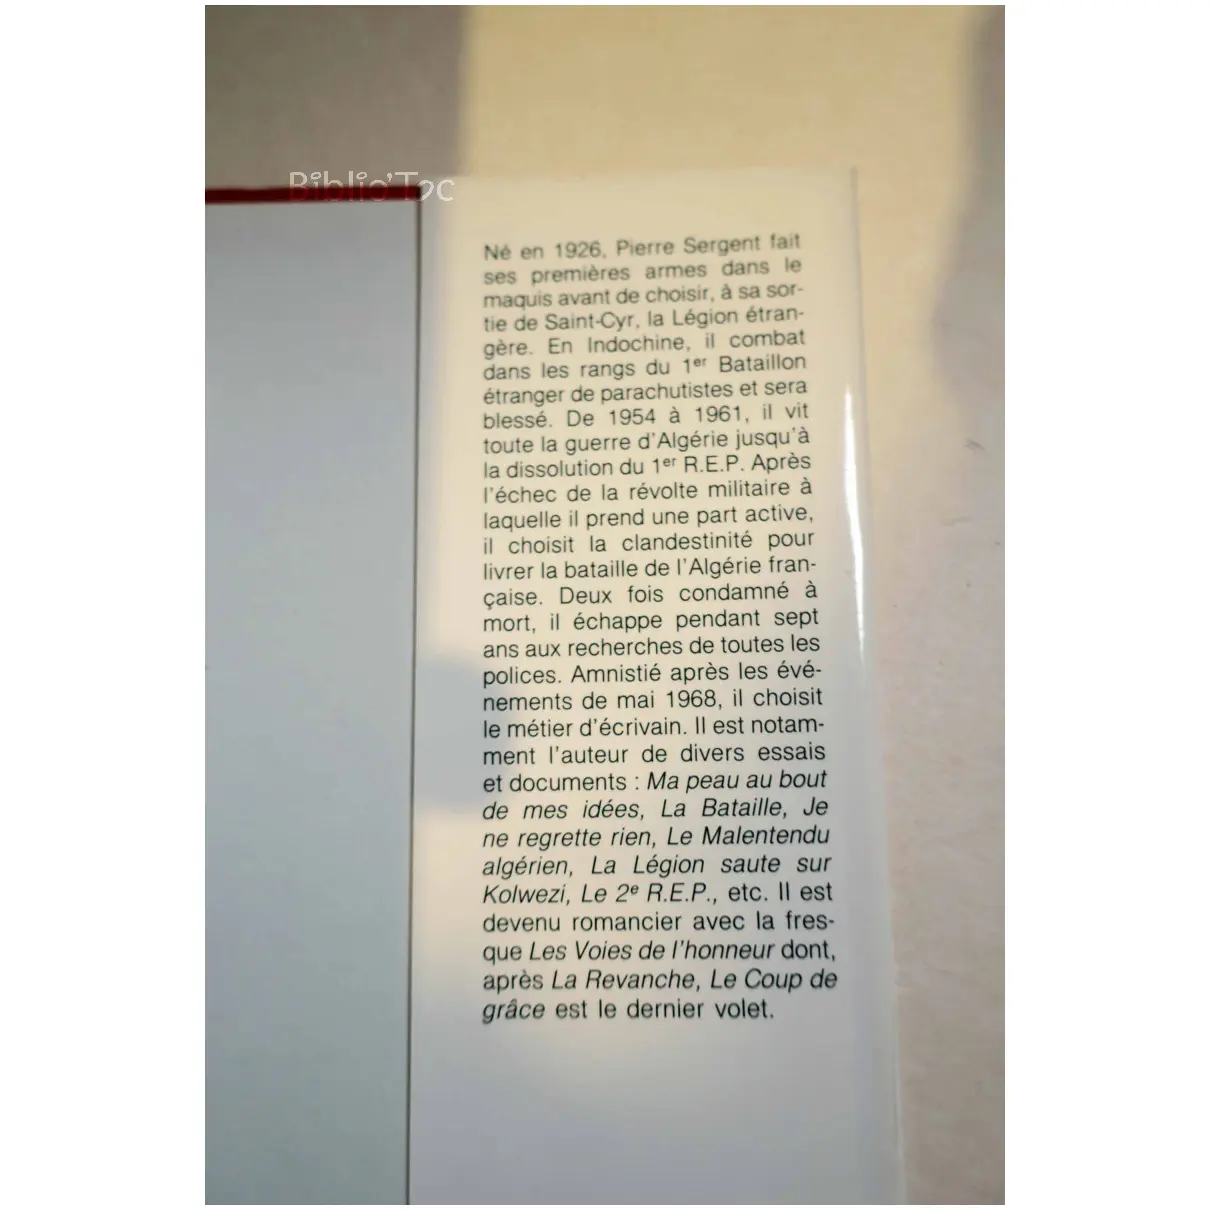 Biblio'Toc
Né en 1926, Pierre Sergent fait
ses premières armes dans le
maquis avant de choisir, à sa sor-
tie de Saint-Cyr, la Légion étran-
gère. En Indochine, il combat
dans les rangs du 1er Bataillon
étranger de parachutistes et sera
blessé. De 1954 à 1961, il vit
toute la guerre d'Algérie jusqu'à
la dissolution du 1er R.E.P. Après
l'échec de la révolte militaire à
laquelle il prend une part active,
il choisit la clandestinité pour
livrer la bataille de l'Algérie fran-
çaise. Deux fois condamné à
mort, il échappe pendant sept
ans aux recherches de toutes les
polices. Amnistié après les évé-
nements de mai 1968, il choisit
le métier d'écrivain. Il est notam-
ment l'auteur de divers essais
et documents : Ma peau au bout
de mes idées, La Bataille, Je
ne regrette rien, Le Malentendu
algérien, La Légion saute sur
Kolwezi, Le 2e R.E.P., etc. Il est
devenu romancier avec la fres-
que Les Voies de l'honneur dont,
après La Revanche, Le Coup de
grâce est le dernier volet.